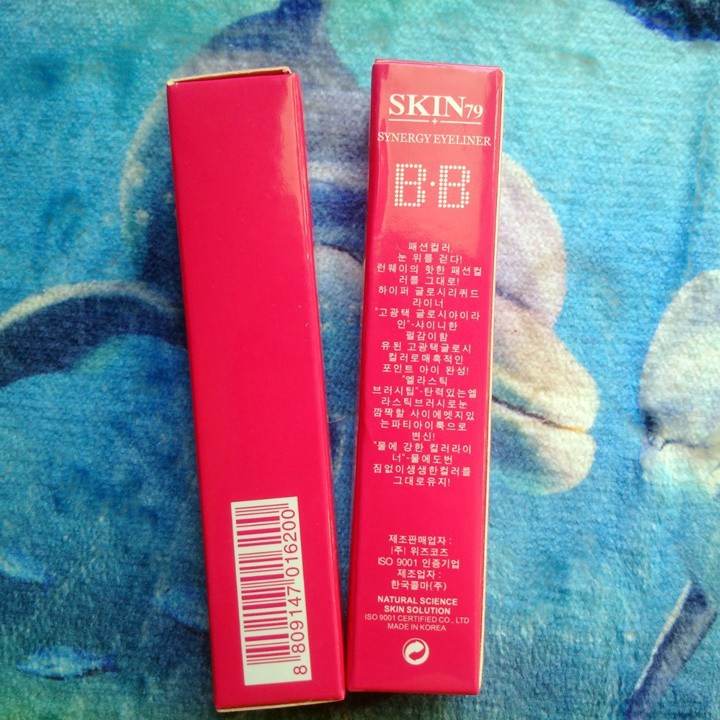 8 809147 016200
SKIN79
SYNERGY EYELINER
B·B
패션컬러,
눈 위를 걷다!
런웨이의 핫한 패션컬
러를 그대로!
하이퍼 글로시리퀴드
라이너
"고광택 글로시아이라
인"-샤이니한
펄감이함
유된 고광택글로시
컬러로매혹적인
포인트 아이 완성!
"엘라스틱
브러시팁"-탄력있는엘
라스틱브러시로눈
깜짝할 사이에엣지있
는파티아이룩으로
변신!
"물에 강한 컬러라이
너"-물에도번
짐없이생생한컬러를
그대로유지!
제조판매업자 :
(주) 위즈코즈
ISO 9001 인증기업
제조업자 :
한국콜마(주)
NATURAL SCIENCE
SKIN SOLUTION
ISO 9001 CERTIFIED CO., LTD
MADE IN KOREA